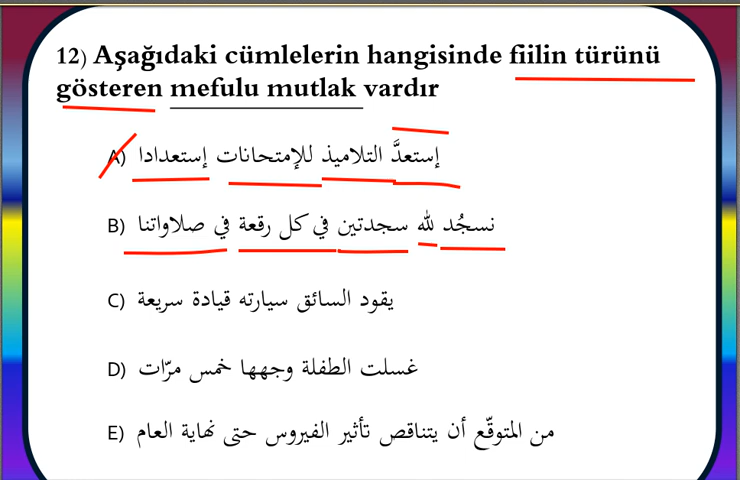 12) Aşağıdaki cümlelerin hangisinde fiilin türünü
gösteren mefulu mutlak vardır
A) إستعدَّ التلاميذ للإمتحانات إستعدادا
B) نسجُد لله سجدتين في كل رقعة في صلاواتنا
C) يقود السائق سيارته قيادة سريعة
D) غسلت الطفلة وجهها خمس مرّات
E) من المتوقّع أن يتناقص تأثير الفيروس حتى نهاية العام